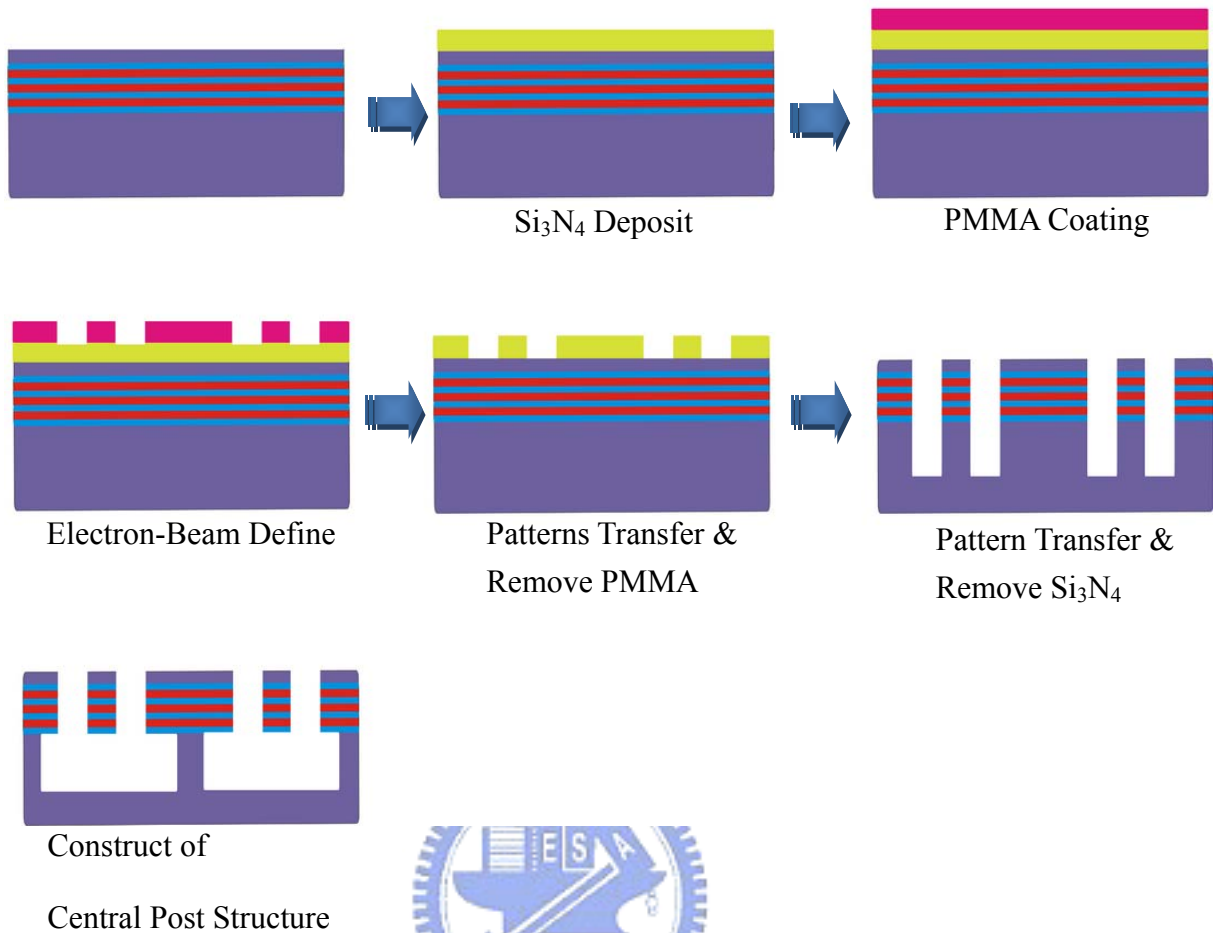 Si₃N₄ Deposit
PMMA Coating
Electron-Beam Define
Patterns Transfer &
Remove PMMA
Pattern Transfer &
Remove Si₃N₄
Construct of
Central Post Structure
ESA